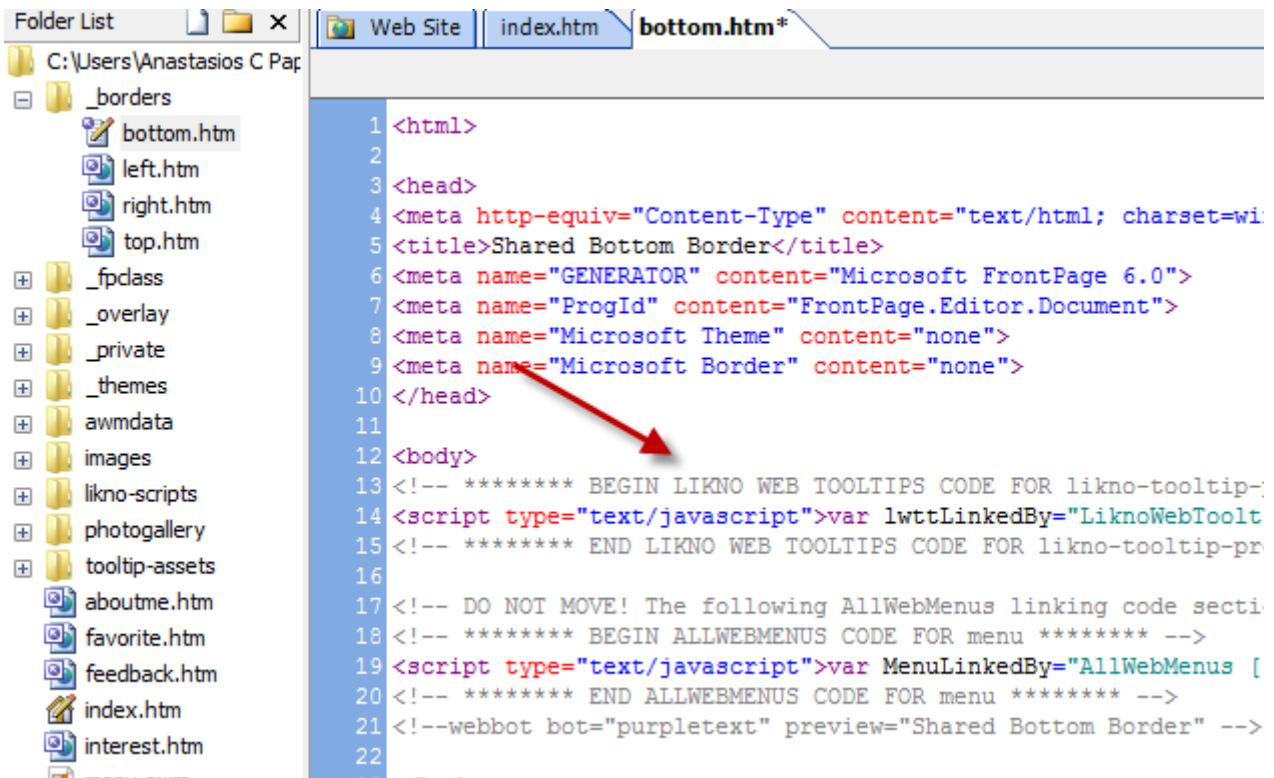 Folder List
C:\Users\Anastasios C Pap
_borders
bottom.htm
left.htm
right.htm
top.htm
_fpclass
_overlay
_private
_themes
awmdata
images
likno-scripts
photogallery
tooltip-assets
aboutme.htm
favorite.htm
feedback.htm
index.htm
interest.htm
Web Site
index.htm
bottom.htm*
1 <html>
2
3 <head>
4 <meta http-equiv="Content-Type" content="text/html; charset=wi
5 <title>Shared Bottom Border</title>
6 <meta name="GENERATOR" content="Microsoft FrontPage 6.0">
7 <meta name="ProgId" content="FrontPage.Editor.Document">
8 <meta name="Microsoft Theme" content="none">
9 <meta name="Microsoft Border" content="none">
10 </head>
11
12 <body>
13 <!-- ******** BEGIN LIKNO WEB TOOLTIPS CODE FOR likno-tooltip-
14 <script type="text/javascript">var lwttLinkedBy="LiknoWebToolt
15 <!-- ******** END LIKNO WEB TOOLTIPS CODE FOR likno-tooltip-pr
16
17 <!-- DO NOT MOVE! The following AllWebMenus linking code secti
18 <!-- ******** BEGIN ALLWEBMENUS CODE FOR menu ******** -->
19 <script type="text/javascript">var MenuLinkedBy="AllWebMenus [
20 <!-- ******** END ALLWEBMENUS CODE FOR menu ******** -->
21 <!--webbot bot="purpletext" preview="Shared Bottom Border" -->
22